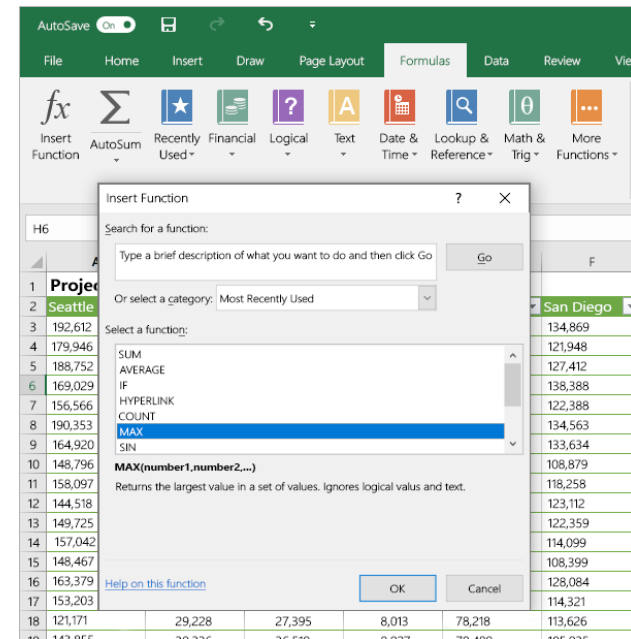 AutoSave On
File Home Insert Draw Page Layout Formulas Data Review Vie
fx Σ ? A θ
Insert Function AutoSum Recently Used Financial Logical Text Date & Time Lookup & Reference Math & Trig More Functions
Insert Function ? X
H6
Search for a function:
Type a brief description of what you want to do and then click Go Go
Or select a category: Most Recently Used
Select a function:
SUM
AVERAGE
IF
HYPERLINK
COUNT
MAX
SIN
MAX(number1,number2,...)
Returns the largest value in a set of values. Ignores logical valus and text.
Help on this function OK Cancel
A F
1 Projec
2 Seattle San Diego
3 192,612 134,869
4 179,946 121,948
5 188,752 127,412
6 169,029 138,388
7 156,566 122,388
8 190,353 134,563
9 164,920 133,634
10 148,796 108,879
11 158,097 118,258
12 144,518 123,112
13 149,725 122,359
14 157,042 114,099
15 148,467 108,399
16 163,379 128,084
17 153,203 114,321
18 121,171 29,228 27,395 8,013 78,218 113,626